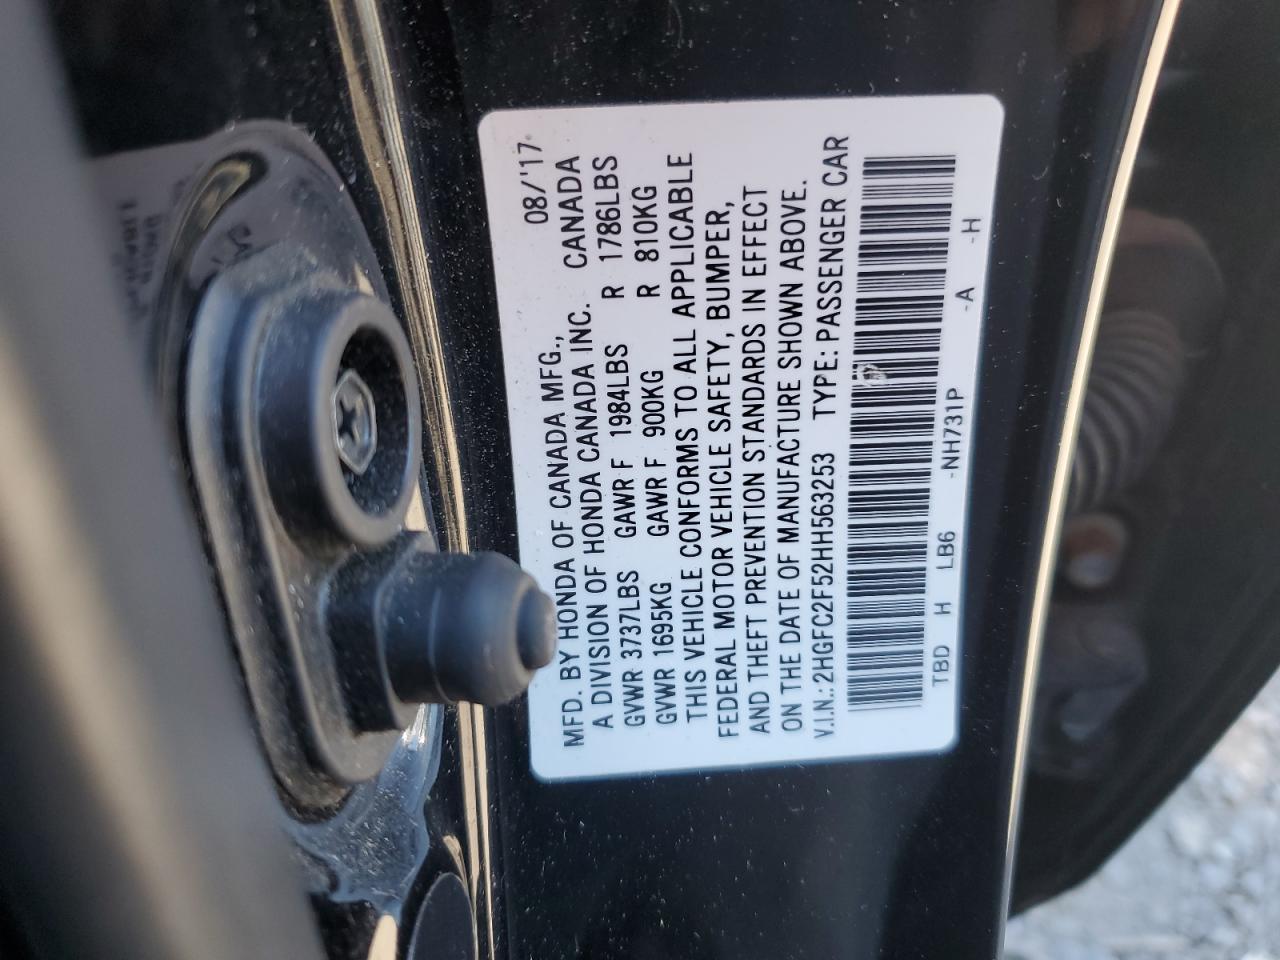 MFD. BY HONDA OF CANADA MFG., 08/'17
A DIVISION OF HONDA CANADA INC. CANADA
GVWR 3737LBS GAWR F 1984LBS R 1786LBS
GVWR 1695KG GAWR F 900KG R 810KG
THIS VEHICLE CONFORMS TO ALL APPLICABLE
FEDERAL MOTOR VEHICLE SAFETY, BUMPER,
AND THEFT PREVENTION STANDARDS IN EFFECT
ON THE DATE OF MANUFACTURE SHOWN ABOVE.
V.I.N.: 2HGFC2F52HH563253 TYPE: PASSENGER CAR
TBD H LB6 -NH731P -A -H